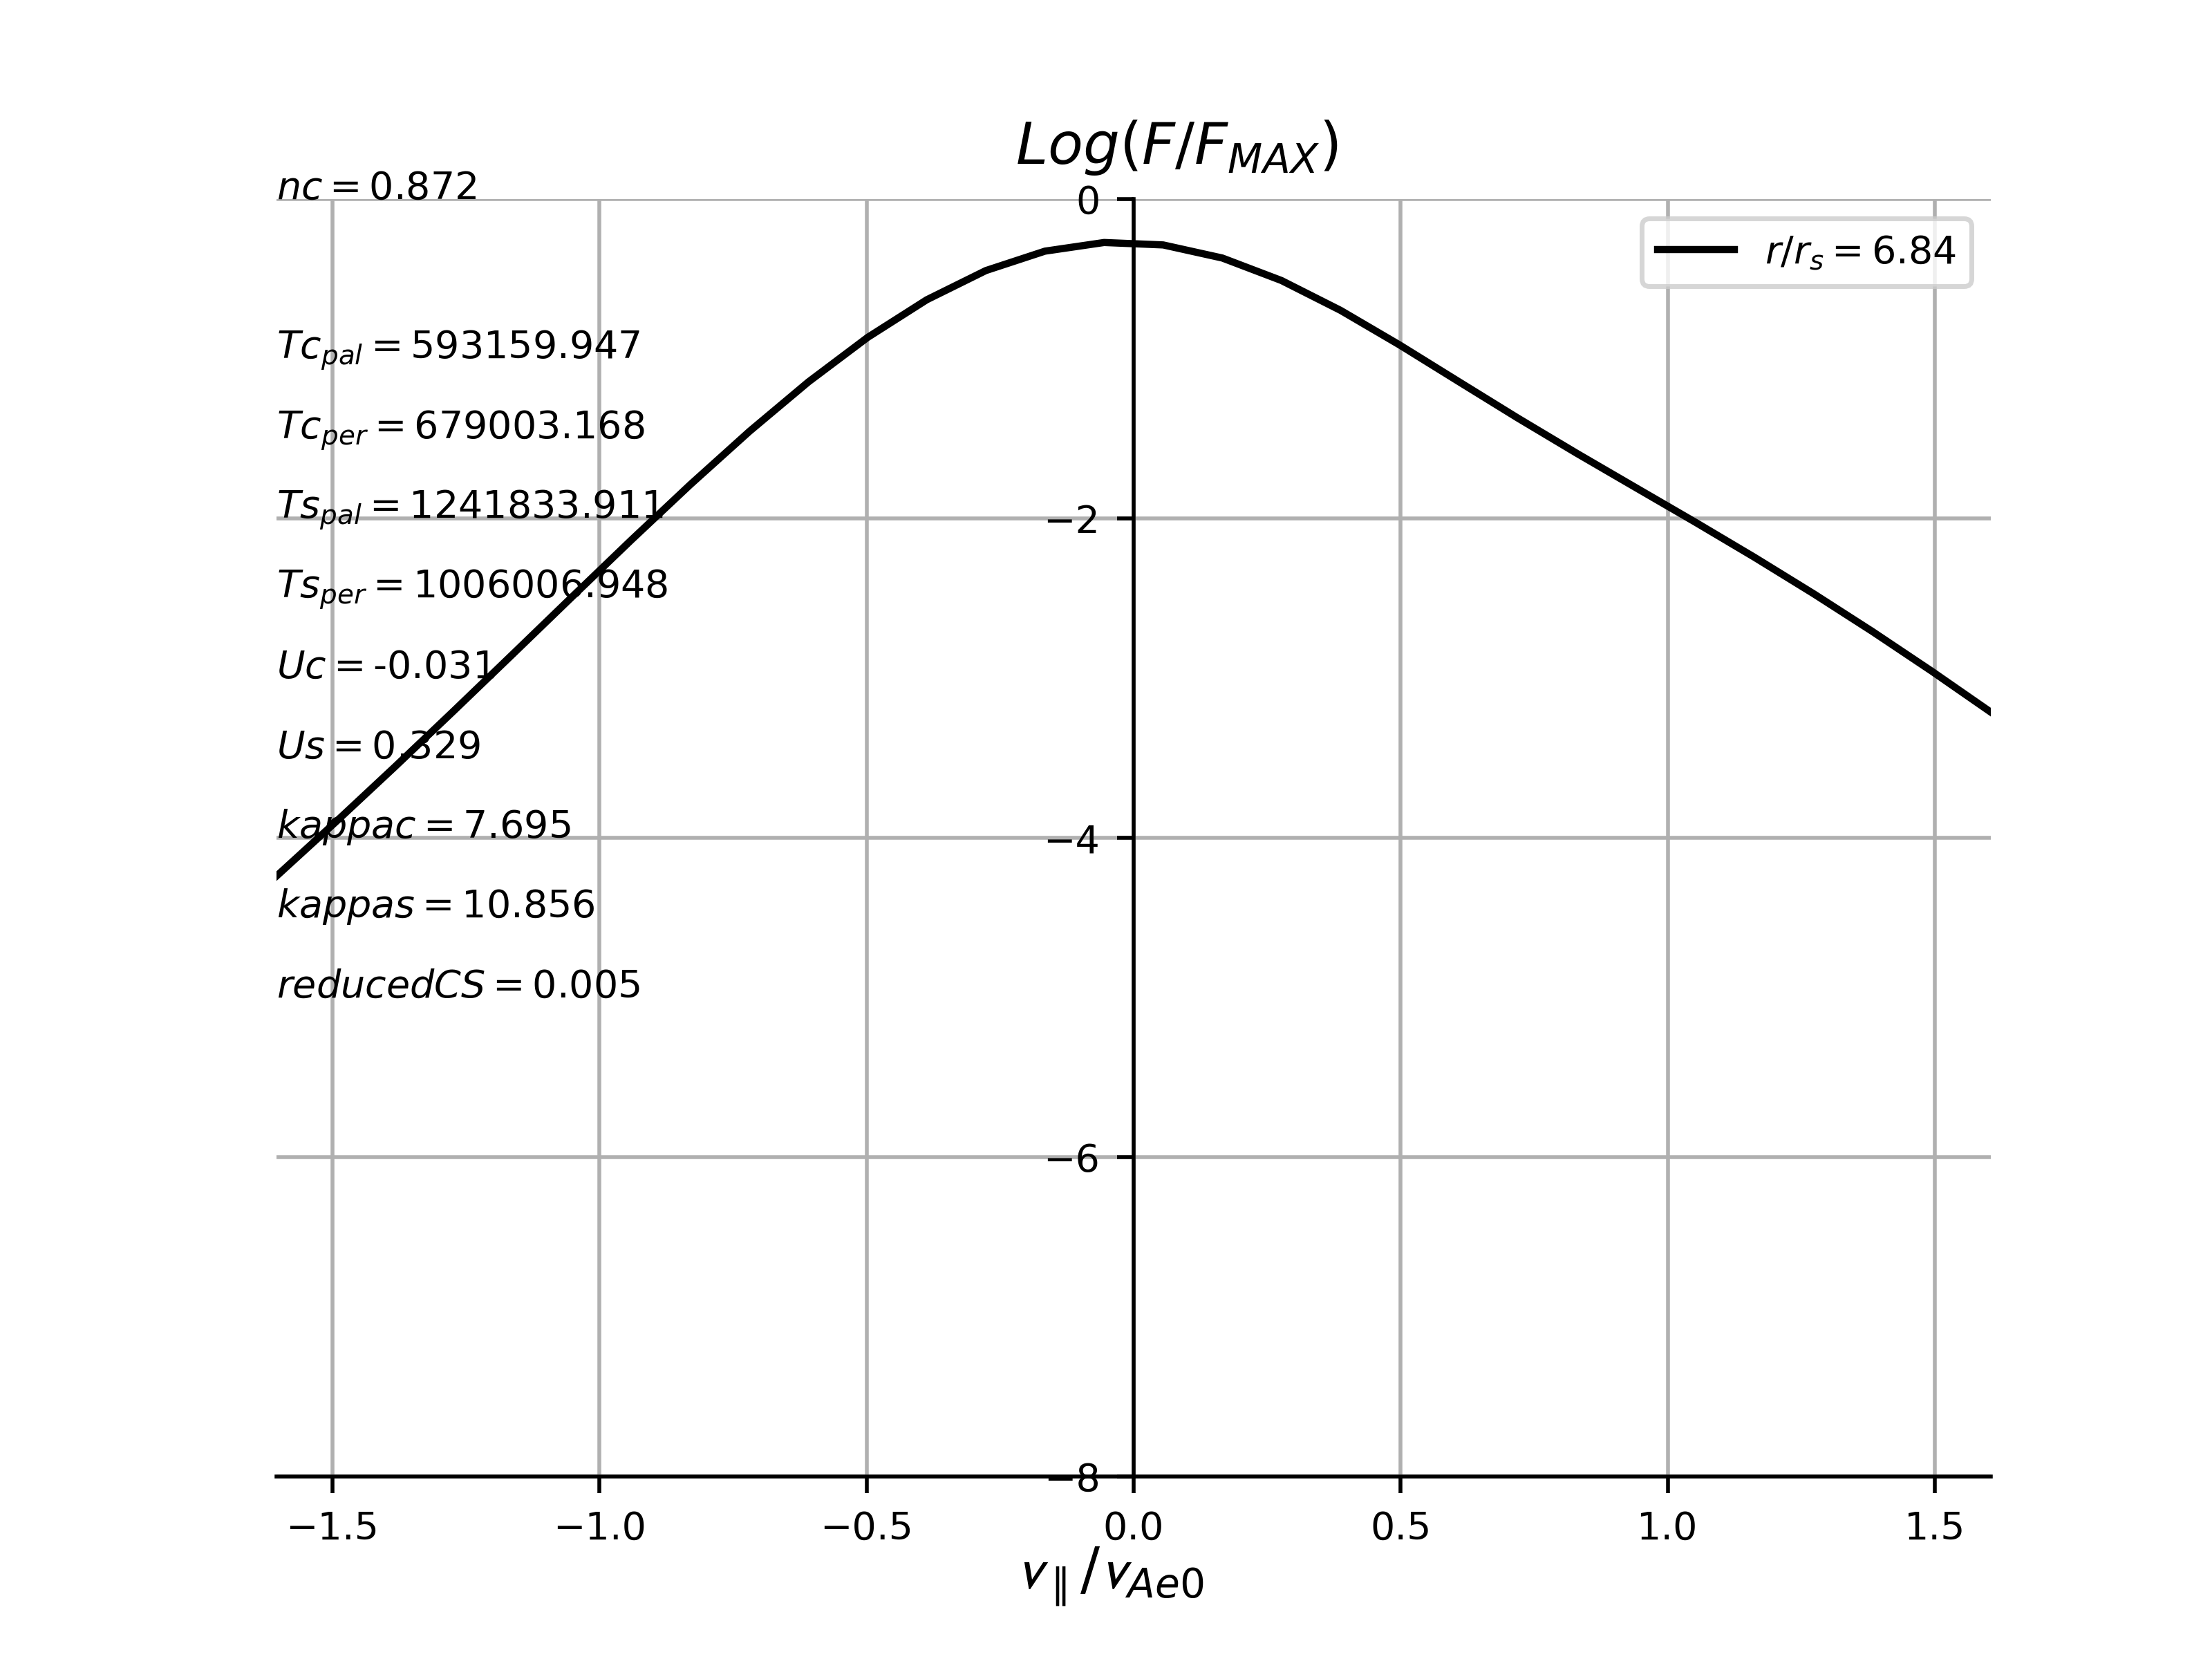 Log(F/F_MAX)
nc = 0.872
0
r/r_s = 6.84
Tc_pal = 593159.947
Tc_per = 679003.168
Ts_pal = 1241833.911
−2
Ts_per = 1006006.948
Uc = -0.031
Us = 0.329
kappac = 7.695
−4
kappas = 10.856
reducedCS = 0.005
−6
−8
−1.5 −1.0 −0.5 0.0 0.5 1.0 1.5
v_∥/v_Ae0